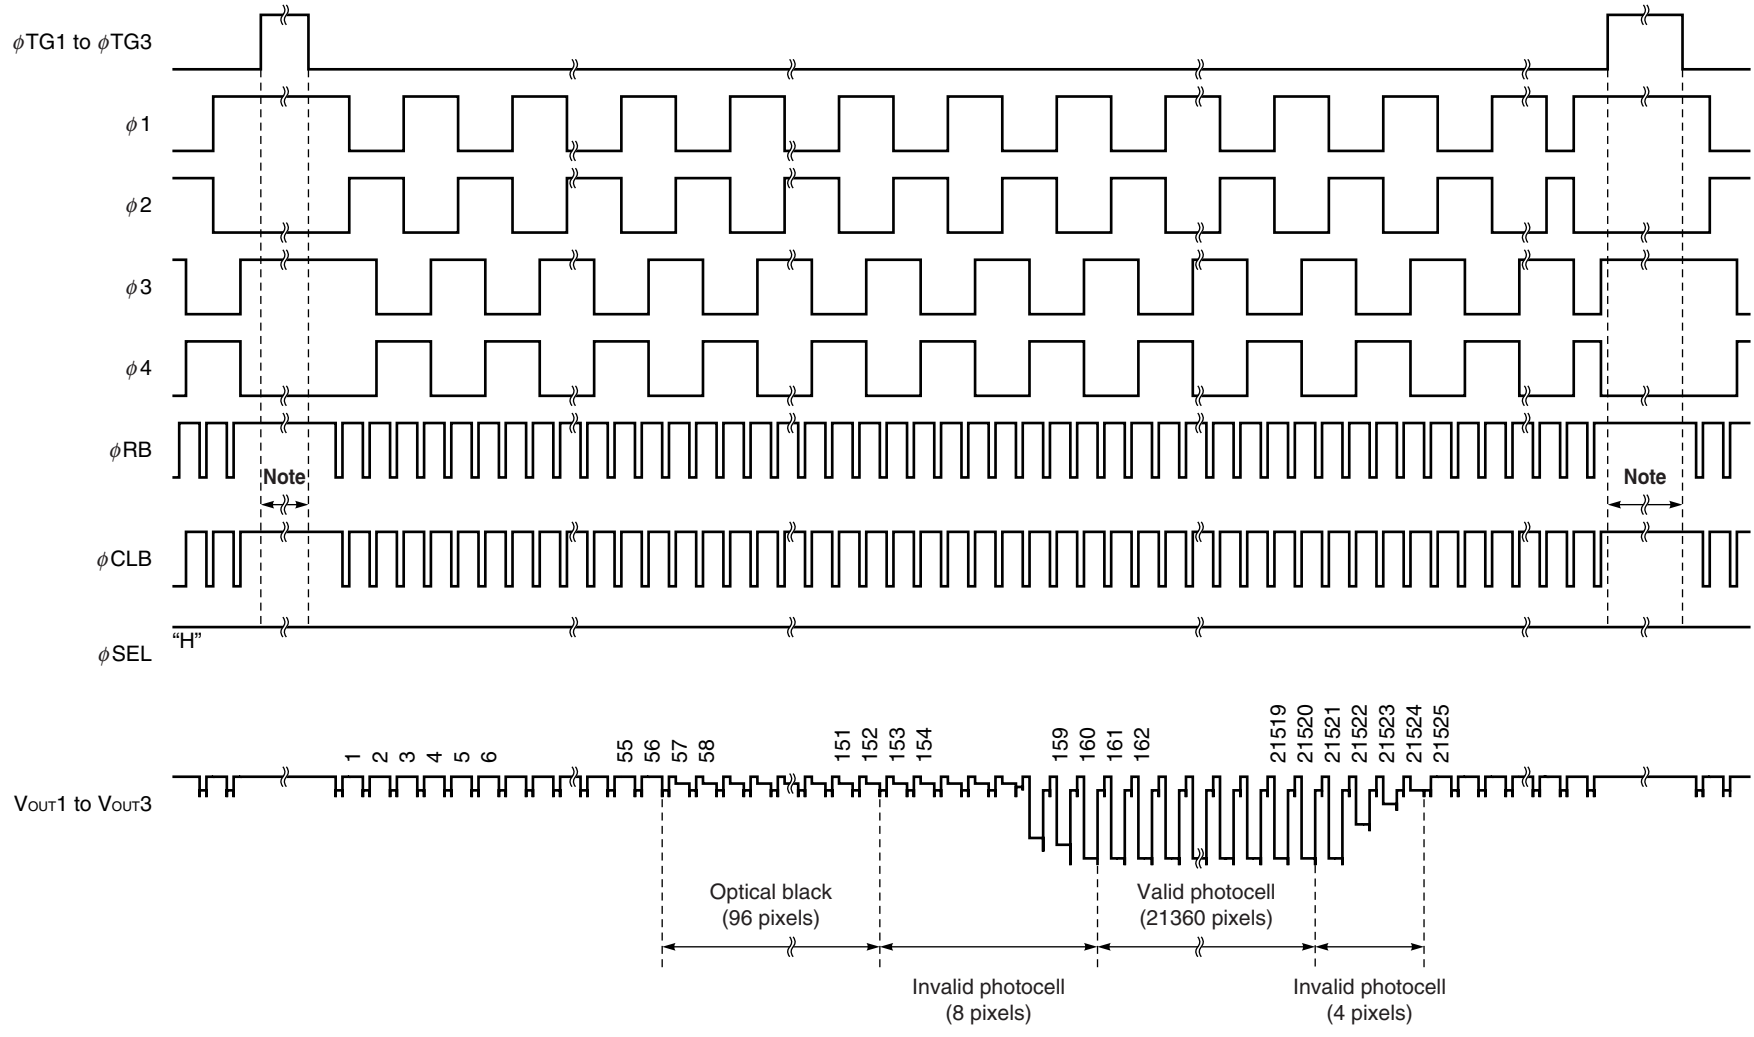 ϕTG1 to ϕTG3
ϕ1
ϕ2
ϕ3
ϕ4
ϕRB
Note
Note
ϕCLB
“H”
ϕSEL
1 2 3 4 5 6 55 56 57 58 151 152 153 154 159 160 161 162 21519 21520 21521 21522 21523 21524 21525
VOUT1 to VOUT3
Optical black
(96 pixels)
Valid photocell
(21360 pixels)
Invalid photocell
(8 pixels)
Invalid photocell
(4 pixels)